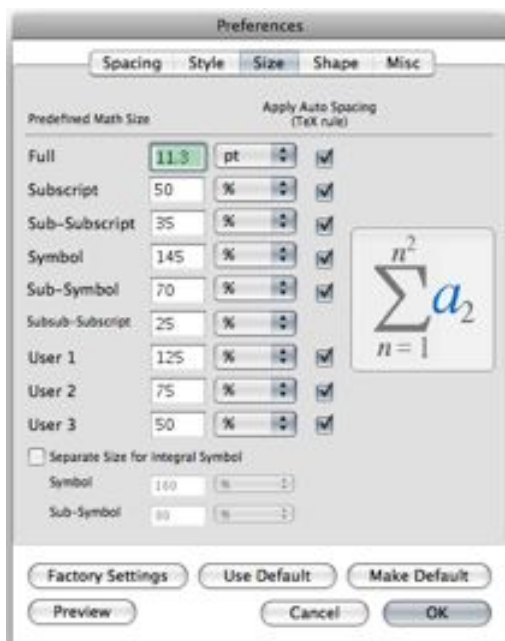 Preferences
Spacing Style Size Shape Misc
Predefined Math Size
Apply Auto Spacing
(TeX rule)
Full 11.3 pt
Subscript 50 %
Sub-Subscript 35 %
Symbol 145 %
Sub-Symbol 70 %
Subsub-Subscript 25 %
User 1 125 %
User 2 75 %
User 3 50 %
n²
∑a₂
n = 1
Separate Size for Integral Symbol
Symbol 160 %
Sub-Symbol 80 %
Factory Settings Use Default Make Default
Preview Cancel OK